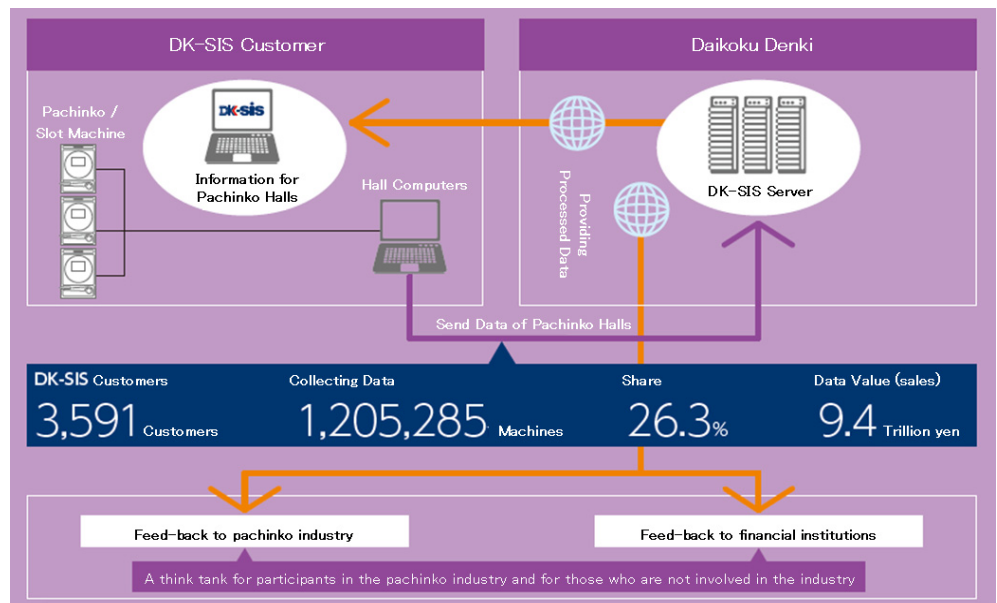 DK-SIS Customer
Daikoku Denki
Pachinko /
Slot Machine
DK-SIS
Information for
Pachinko Halls
Hall Computers
Providing
Processed Data
DK-SIS Server
Send Data of Pachinko Halls
DK-SIS Customers
3,591 Customers
Collecting Data
1,205,285 Machines
Share
26.3%
Data Value (sales)
9.4 Trillion yen
Feed-back to pachinko industry
Feed-back to financial institutions
A think tank for participants in the pachinko industry and for those who are not involved in the industry